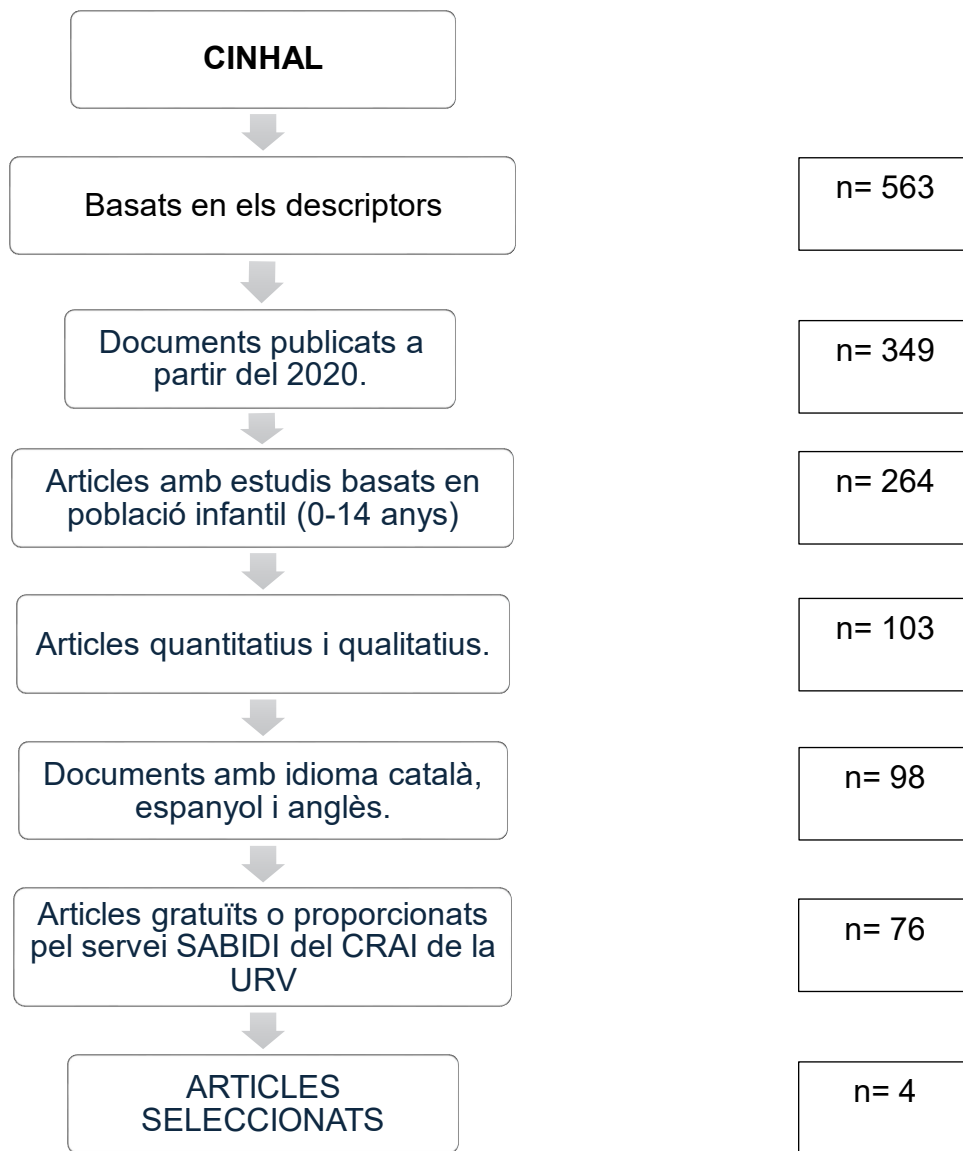 CINHAL
Basats en els descriptors
n= 563
Documents publicats a
partir del 2020.
n= 349
Articles amb estudis basats en
població infantil (0-14 anys)
n= 264
Articles quantitatius i qualitatius.
n= 103
Documents amb idioma català,
espanyol i anglès.
n= 98
Articles gratuïts o proporcionats
pel servei SABIDI del CRAI de la
URV
n= 76
ARTICLES
SELECCIONATS
n= 4